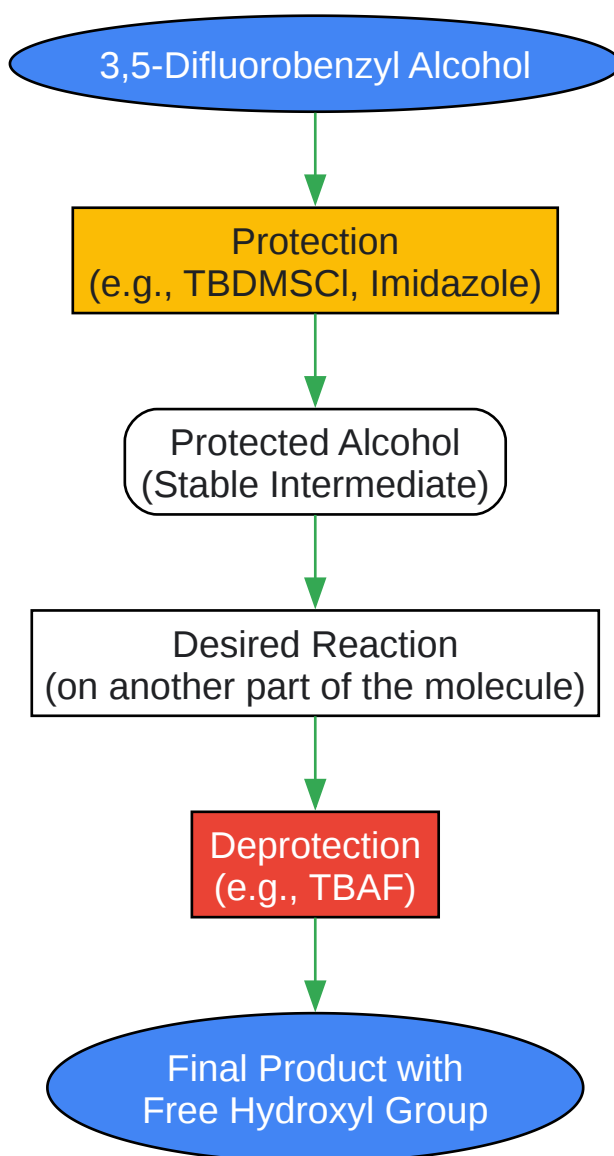 3,5-Difluorobenzyl Alcohol
Protection
(e.g., TBDMSCl, Imidazole)
Protected Alcohol
(Stable Intermediate)
Desired Reaction
(on another part of the molecule)
Deprotection
(e.g., TBAF)
Final Product with
Free Hydroxyl Group